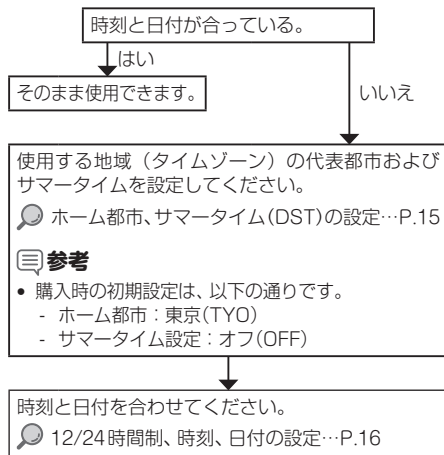 時刻と日付が合っている。
はい
そのまま使用できます。
いいえ
使用する地域（タイムゾーン）の代表都市および
サマータイムを設定してください。
ホーム都市、サマータイム(DST)の設定…P.15
参考
• 購入時の初期設定は、以下の通りです。
- ホーム都市：東京(TYO)
- サマータイム設定：オフ(OFF)
時刻と日付を合わせてください。
12/24時間制、時刻、日付の設定…P.16